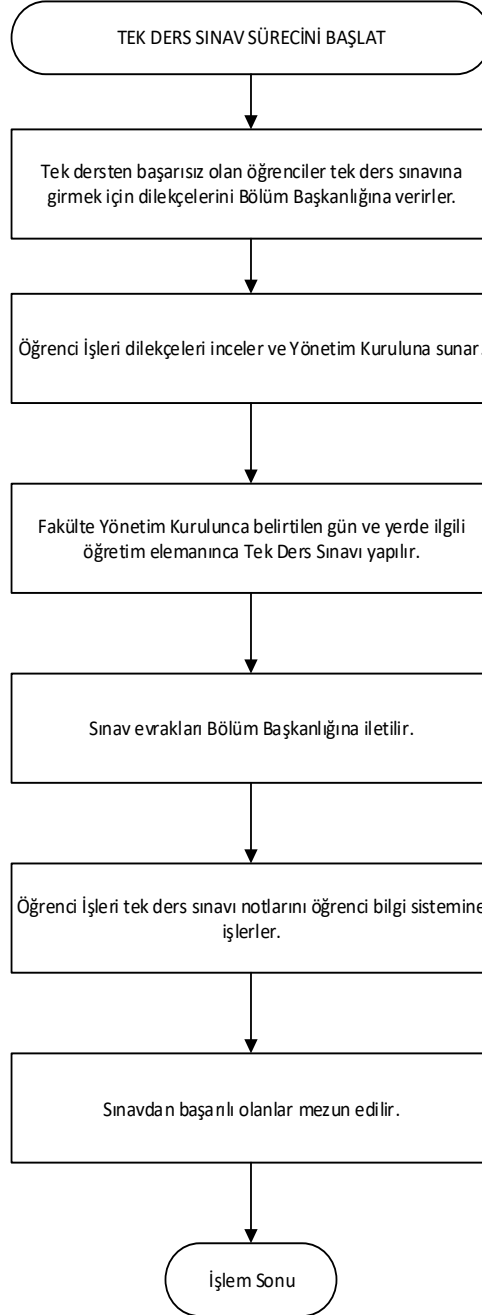 TEK DERS SINAV SÜRECİNİ BAŞLAT
Tek dersten başarısız olan öğrenciler tek ders sınavına
girmek için dilekçelerini Bölüm Başkanlığına verirler.
Öğrenci İşleri dilekçeleri inceler ve Yönetim Kuruluna sunar.
Fakülte Yönetim Kurulunca belirtilen gün ve yerde ilgili
öğretim elemanınca Tek Ders Sınavı yapılır.
Sınav evrakları Bölüm Başkanlığına iletilir.
Öğrenci İşleri tek ders sınavı notlarını öğrenci bilgi sistemine
işlerler.
Sınavdan başarılı olanlar mezun edilir.
İşlem Sonu